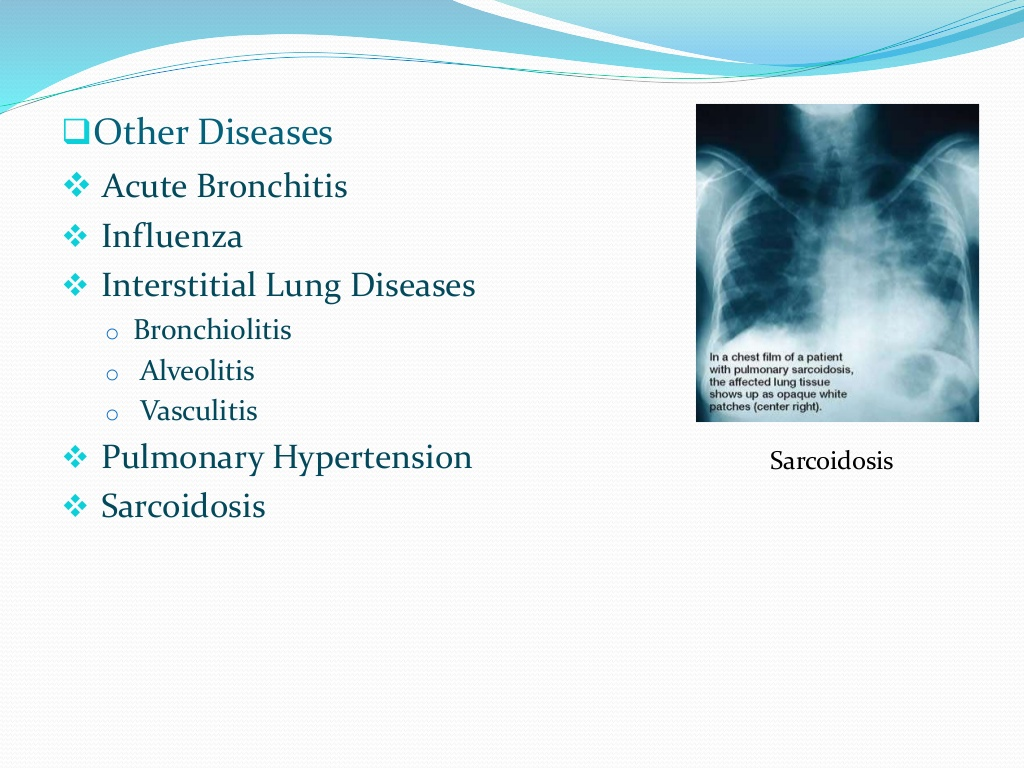 Other Diseases
Acute Bronchitis
Influenza
Interstitial Lung Diseases
Bronchiolitis
Alveolitis
Vasculitis
Pulmonary Hypertension
Sarcoidosis
In a chest film of a patient
with pulmonary sarcoidosis,
the affected lung tissue
shows up as opaque white
patches (center right).
Sarcoidosis